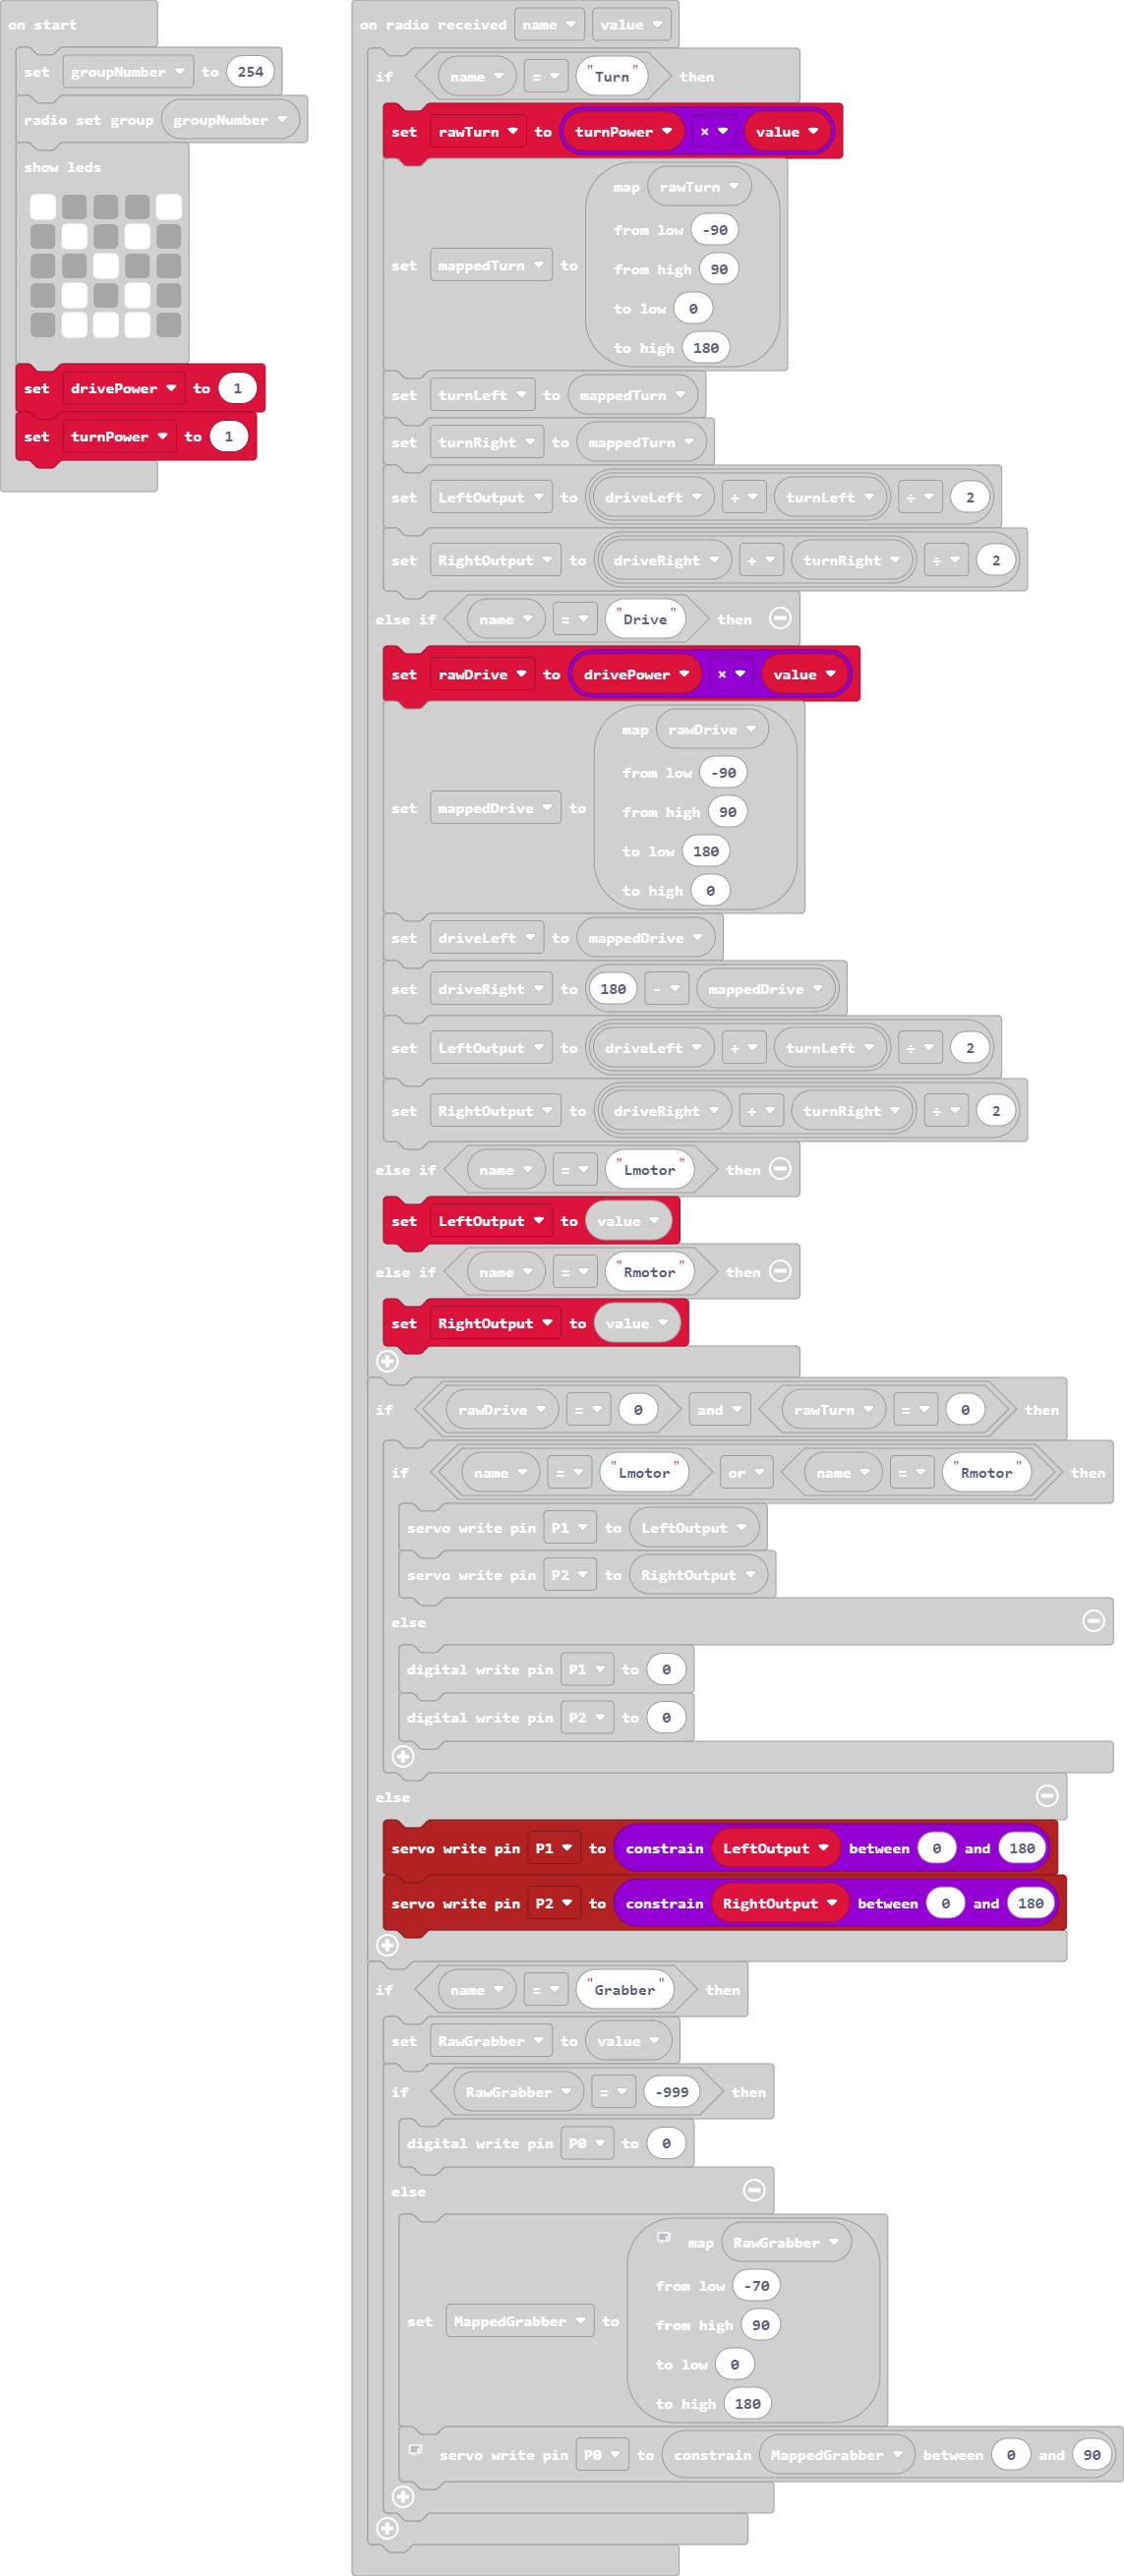 on start
set groupNumber to 254
radio set group groupNumber
show leds
set drivePower to 1
set turnPower to 1
on radio received name value
if name = "Turn" then
set rawTurn to turnPower × value
map rawTurn
from low -90
from high 90
set mappedTurn to
to low 0
to high 180
set turnLeft to mappedTurn
set turnRight to mappedTurn
set LeftOutput to driveLeft + turnLeft ÷ 2
set RightOutput to driveRight + turnRight ÷ 2
else if name = "Drive" then
set rawDrive to drivePower × value
map rawDrive
from low -90
from high 90
set mappedDrive to
to low 180
to high 0
set driveLeft to mappedDrive
set driveRight to 180 - mappedDrive
set LeftOutput to driveLeft + turnLeft ÷ 2
set RightOutput to driveRight + turnRight ÷ 2
else if name = "Lmotor" then
set LeftOutput to value
else if name = "Rmotor" then
set RightOutput to value
if rawDrive = 0 and rawTurn = 0 then
if name = "Lmotor" or name = "Rmotor" then
servo write pin P1 to LeftOutput
servo write pin P2 to RightOutput
else
digital write pin P1 to 0
digital write pin P2 to 0
else
servo write pin P1 to constrain LeftOutput between 0 and 180
servo write pin P2 to constrain RightOutput between 0 and 180
if name = "Grabber" then
set RawGrabber to value
if RawGrabber = -999 then
digital write pin P0 to 0
else
map RawGrabber
from low -70
from high 90
set MappedGrabber to
to low 0
to high 180
servo write pin P0 to constrain MappedGrabber between 0 and 90